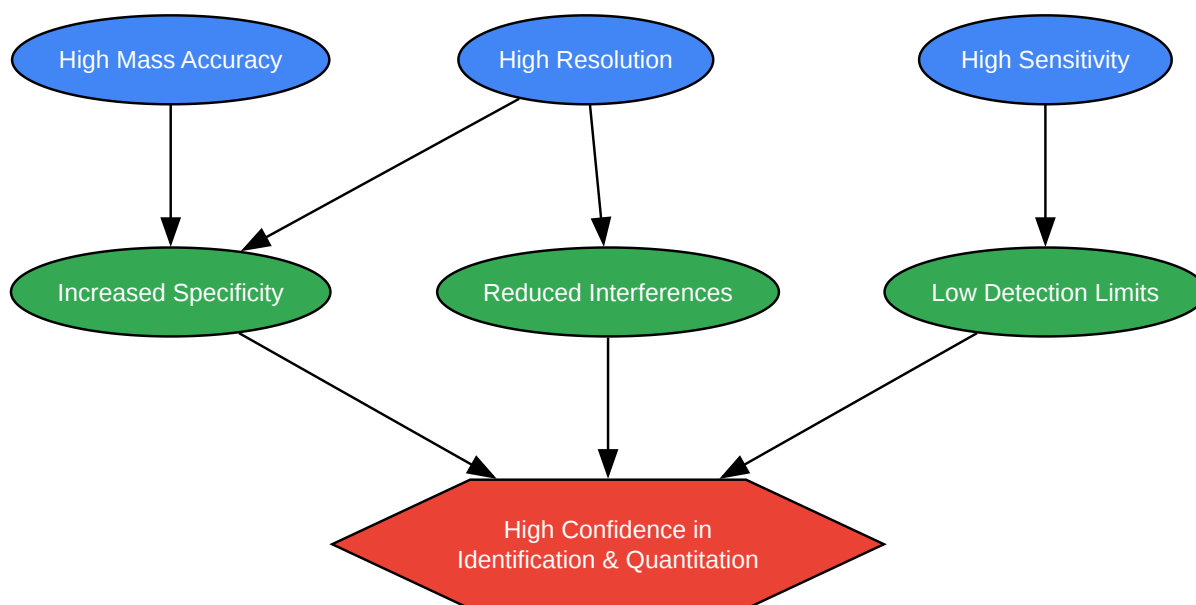 High Mass Accuracy
High Resolution
High Sensitivity
Increased Specificity
Reduced Interferences
Low Detection Limits
High Confidence in
Identification & Quantitation